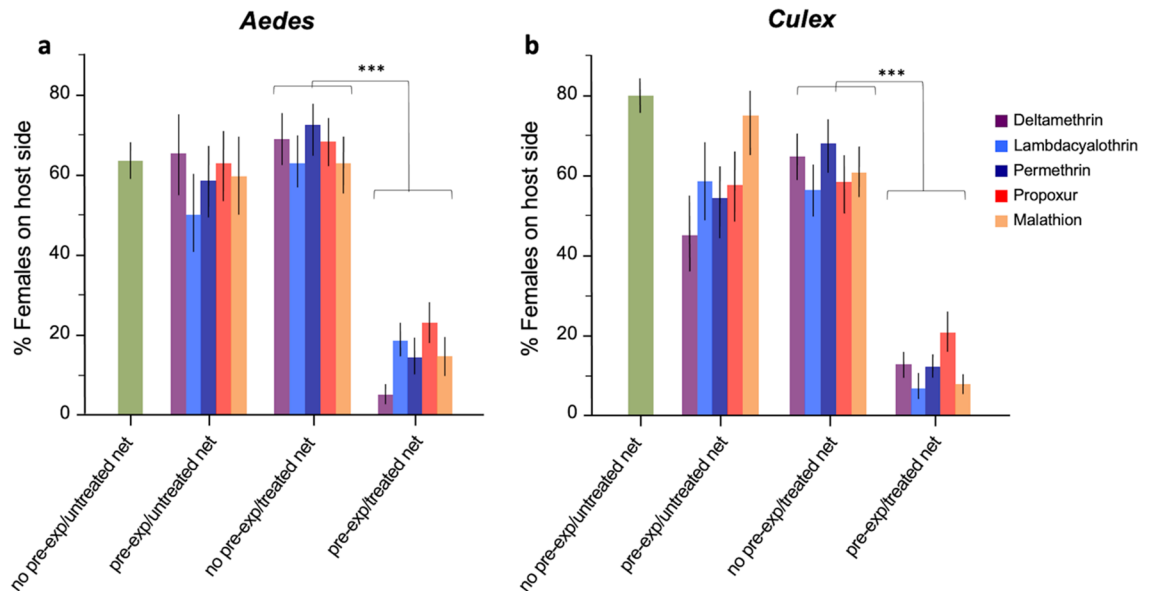 Aedes
Culex
a
b
% Females on host side
80
60
40
20
0
***
no pre-exp/untreated net
pre-exp/untreated net
no pre-exp/treated net
pre-exp/treated net
% Females on host side
80
60
40
20
0
***
no pre-exp/untreated net
pre-exp/untreated net
no pre-exp/treated net
pre-exp/treated net
Deltamethrin
Lambdacyalothrin
Permethrin
Propoxur
Malathion